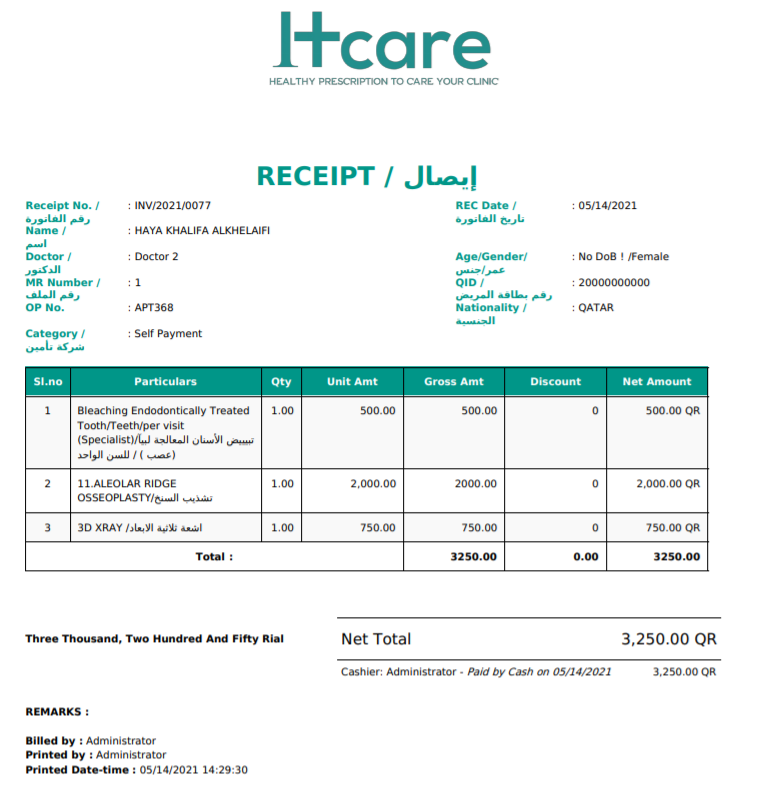 Itcare
HEALTHY PRESCRIPTION TO CARE YOUR CLINIC
RECEIPT / إيصال
Receipt No. / : INV/2021/0077 REC Date / : 05/14/2021
رقم الفاتورة تاريخ الفاتورة
Name / : HAYA KHALIFA ALKHELAIFI
اسم
Doctor / : Doctor 2 Age/Gender/ : No DoB ! /Female
الدكتور عمر/جنس
MR Number / : 1 QID / : 20000000000
رقم الملف رقم بطاقة المريض
OP No. : APT368 Nationality / : QATAR
الجنسية
Category / : Self Payment
شركة تأمين
Sl.no Particulars Qty Unit Amt Gross Amt Discount Net Amount
1 Bleaching Endodontically Treated 1.00 500.00 500.00 0 500.00 QR
Tooth/Teeth/per visit
(Specialist)/تبييض الأسنان المعالجة لبياً
(عصب ) / للسن الواحد
2 11.ALEOLAR RIDGE 1.00 2,000.00 2000.00 0 2,000.00 QR
OSSEOPLASTY/تشذيب السنخ
3 3D XRAY /اشعة ثلاثية الابعاد 1.00 750.00 750.00 0 750.00 QR
Total : 3250.00 0.00 3250.00
Three Thousand, Two Hundred And Fifty Rial Net Total 3,250.00 QR
Cashier: Administrator - Paid by Cash on 05/14/2021 3,250.00 QR
REMARKS :
Billed by : Administrator
Printed by : Administrator
Printed Date-time : 05/14/2021 14:29:30